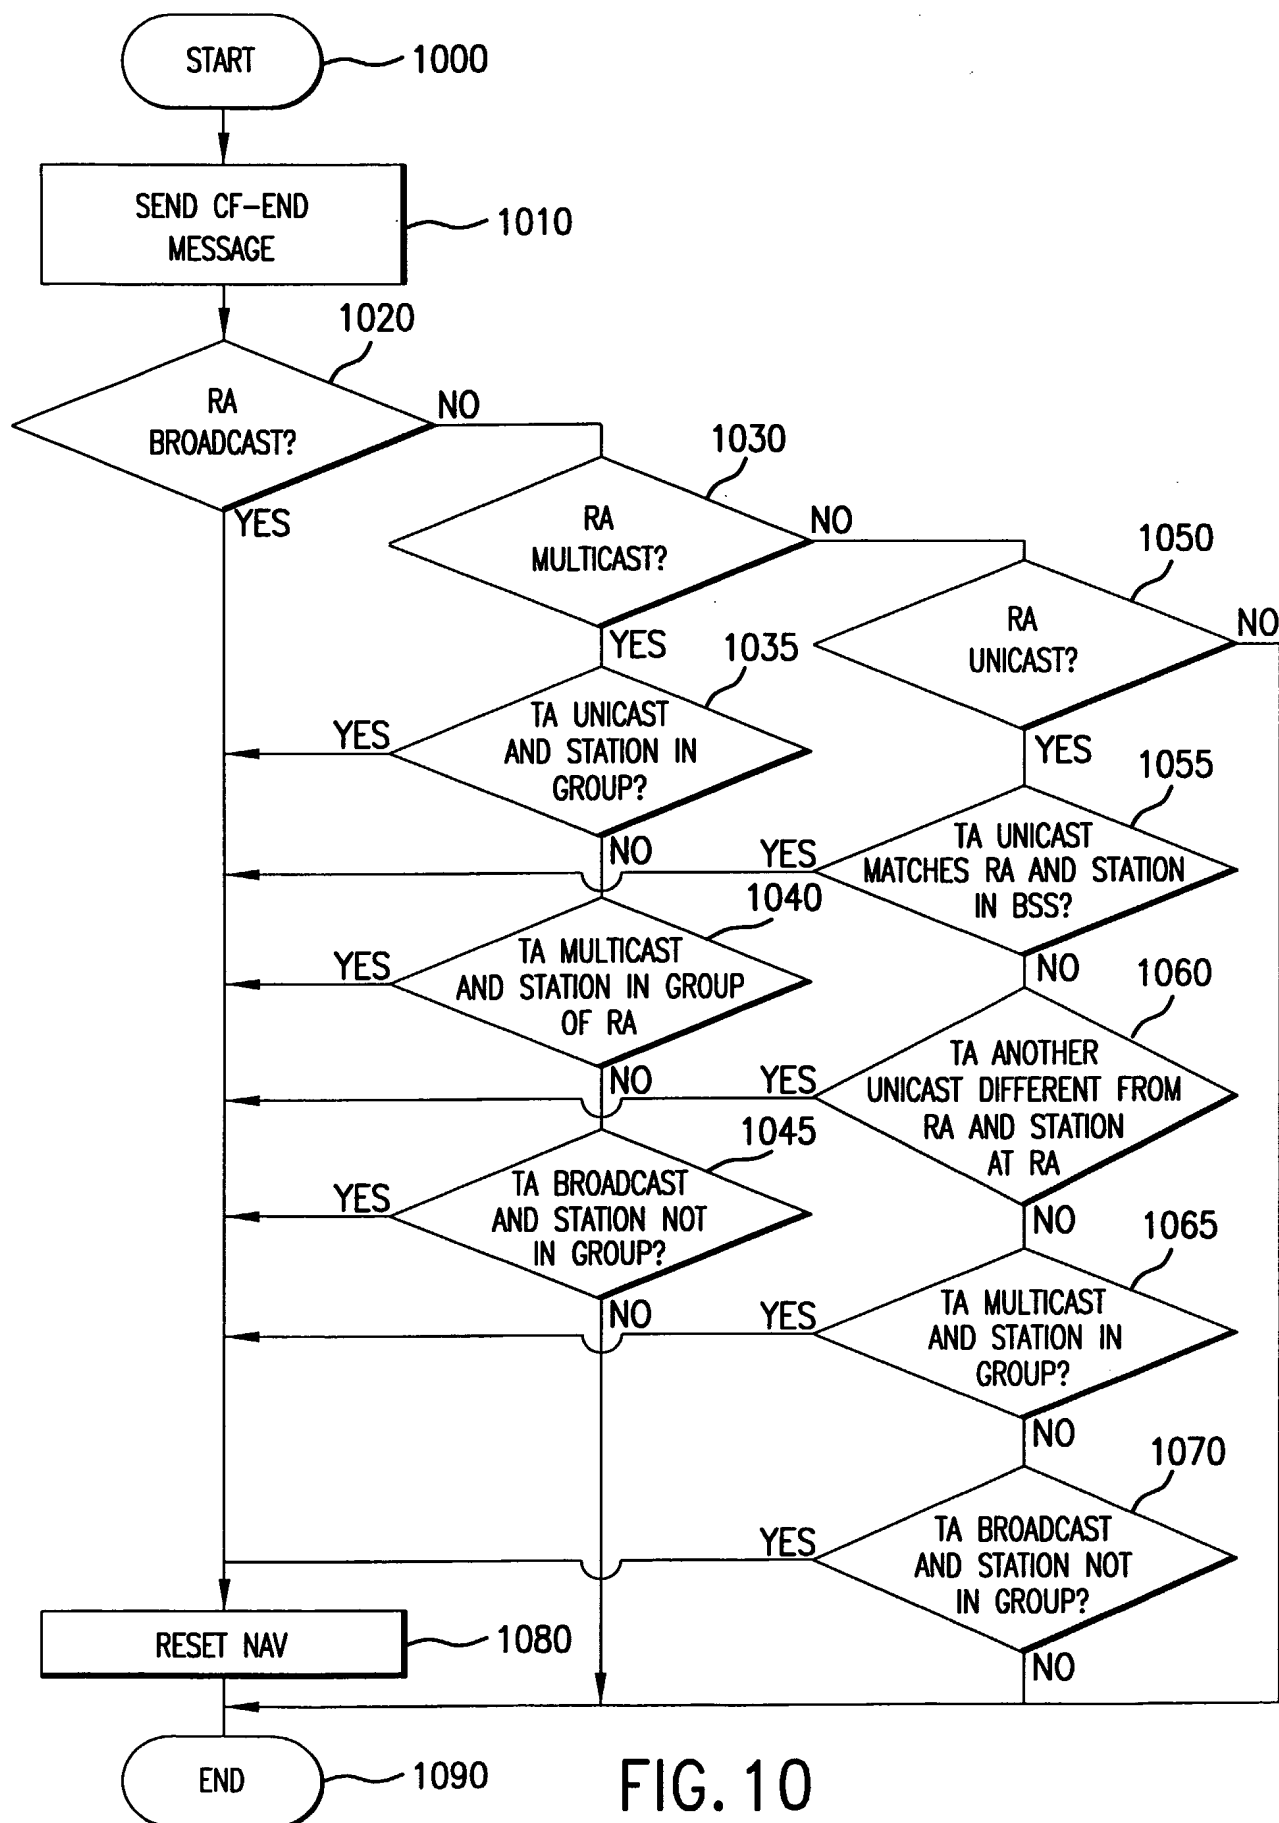 START
1000
SEND CF-END
MESSAGE
1010
1020
RA
BROADCAST?
NO
YES
1030
RA
MULTICAST?
NO
YES
1050
RA
UNICAST?
NO
YES
1035
TA UNICAST
AND STATION IN
GROUP?
YES
NO
1055
TA UNICAST
MATCHES RA AND STATION
IN BSS?
YES
NO
1040
TA MULTICAST
AND STATION IN GROUP
OF RA
YES
NO
1060
TA ANOTHER
UNICAST DIFFERENT FROM
RA AND STATION
AT RA
YES
NO
1045
TA BROADCAST
AND STATION NOT
IN GROUP?
YES
NO
1065
TA MULTICAST
AND STATION IN
GROUP?
YES
NO
1070
TA BROADCAST
AND STATION NOT
IN GROUP?
YES
NO
RESET NAV
1080
END
1090
FIG. 10